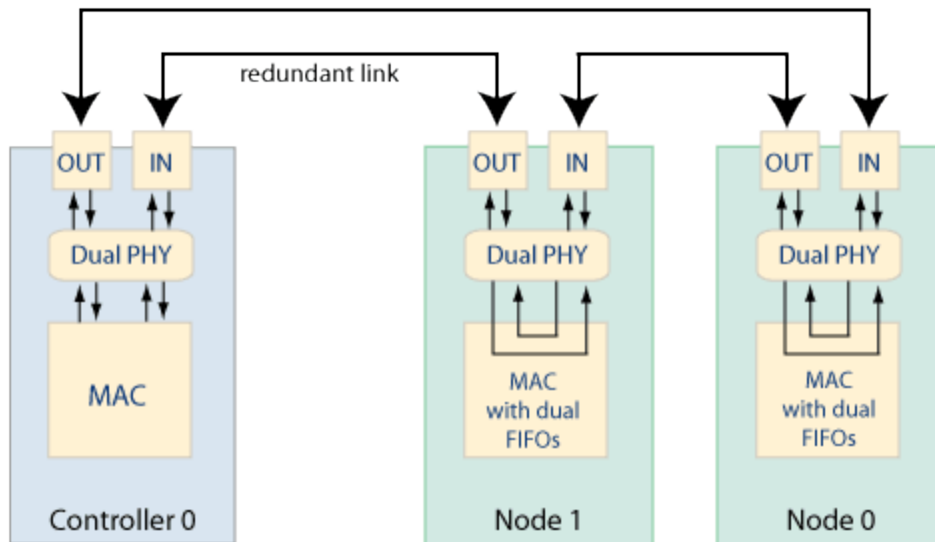 redundant link
OUT
IN
OUT
IN
OUT
IN
Dual PHY
Dual PHY
Dual PHY
MAC
MAC
with dual
FIFOs
MAC
with dual
FIFOs
Controller 0
Node 1
Node 0